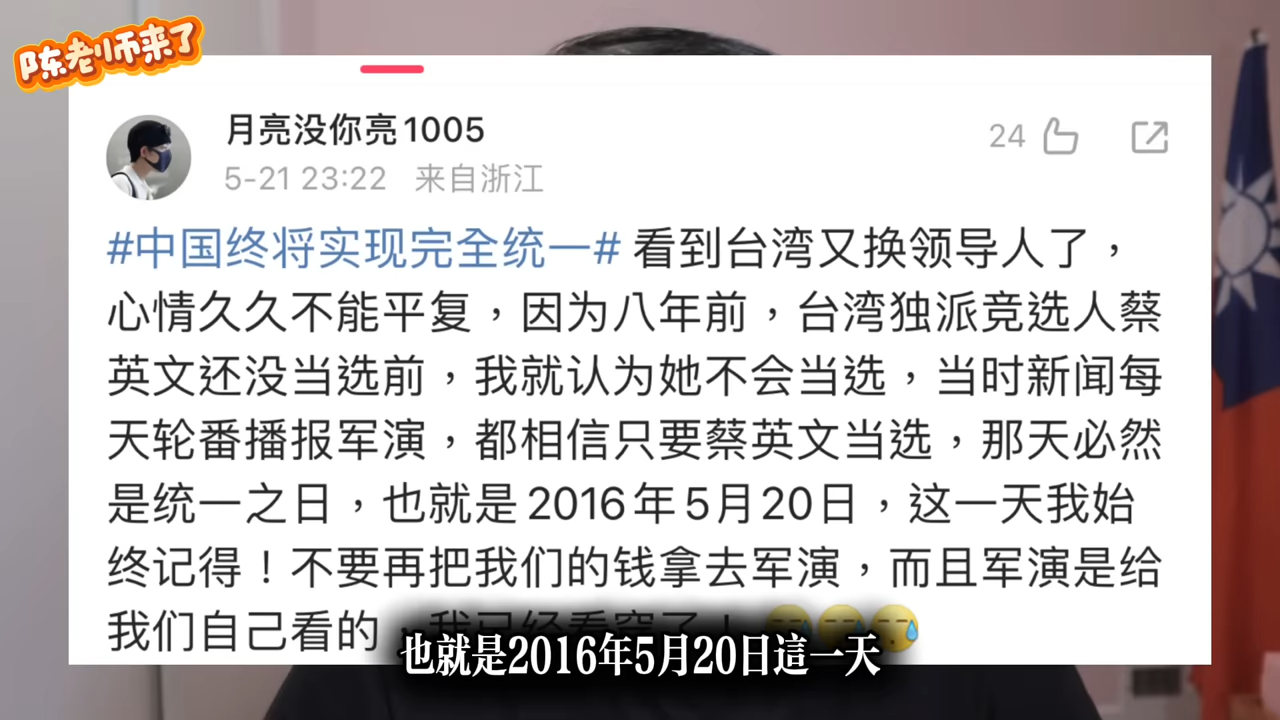 陈老师来了
月亮没你亮1005
24
5-21 23:22 来自浙江
#中国终将实现完全统一# 看到台湾又换领导人了，
心情久久不能平复，因为八年前，台湾独派竞选人蔡
英文还没当选前，我就认为她不会当选，当时新闻每
天轮番播报军演，都相信只要蔡英文当选，那天必然
是统一之日，也就是2016年5月20日，这一天我始
终记得！不要再把我们的钱拿去军演，而且军演是给
我们自己看的，我已经看穿了！
也就是2016年5月20日這一天